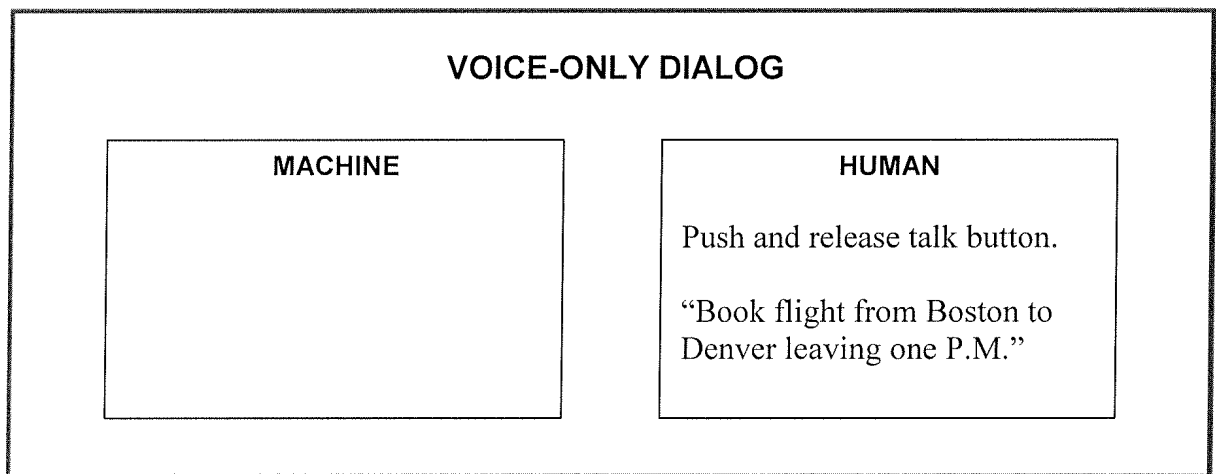 VOICE-ONLY DIALOG
MACHINE
HUMAN
Push and release talk button.
“Book flight from Boston to
Denver leaving one P.M.”